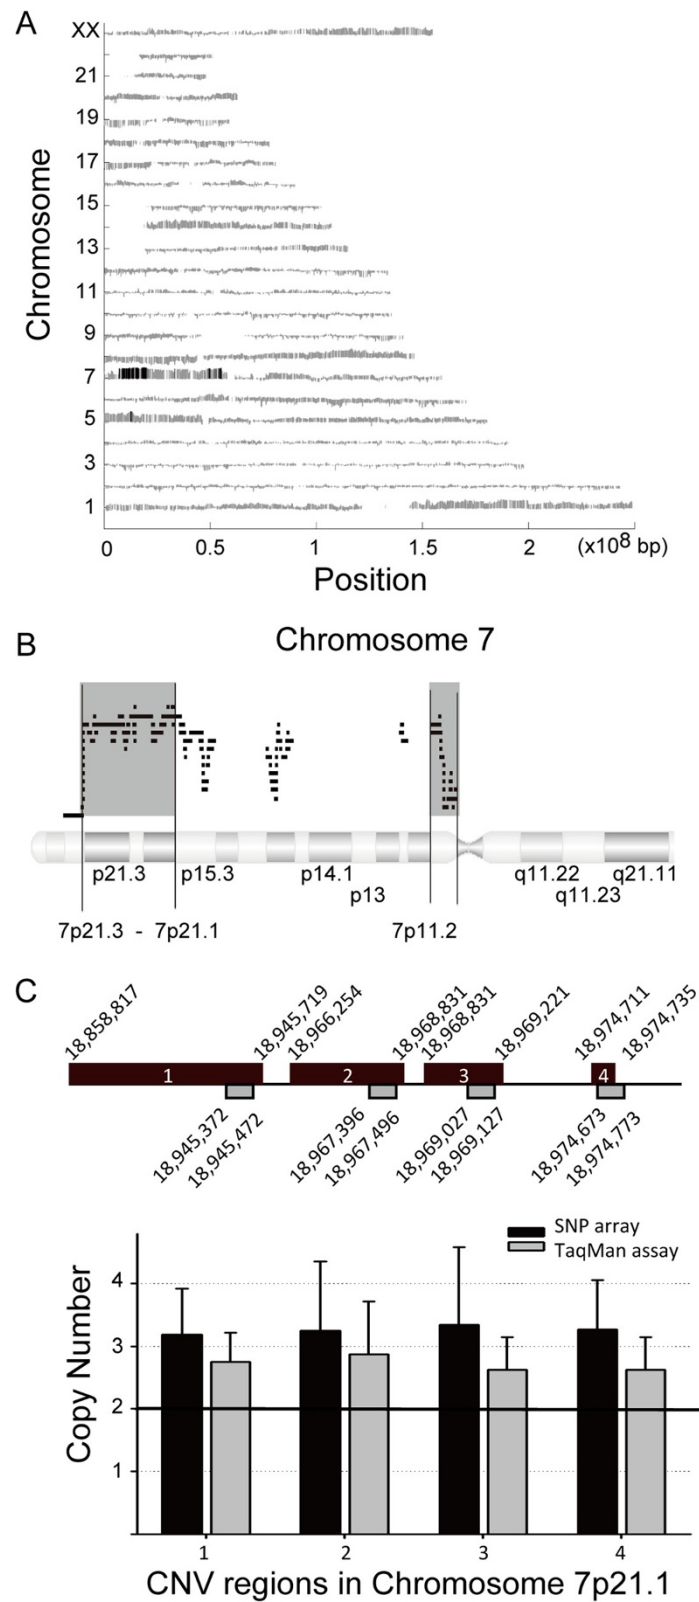 A
XX
21
19
17
15
13
11
9
7
5
3
1
Chromosome
0 0.5 1 1.5 2 (x10⁸ bp)
Position
B
Chromosome 7
p21.3 p15.3 p14.1 q11.22 q21.11
p13 q11.23
7p21.3 - 7p21.1 7p11.2
C
18,858,817 18,945,719 18,966,254 18,968,831 18,968,831 18,969,221 18,974,711 18,974,735
1 2 3 4
18,945,372 18,945,472 18,967,396 18,967,496 18,969,027 18,969,127 18,974,673 18,974,773
SNP array
TaqMan assay
4
3
2
1
Copy Number
1 2 3 4
CNV regions in Chromosome 7p21.1